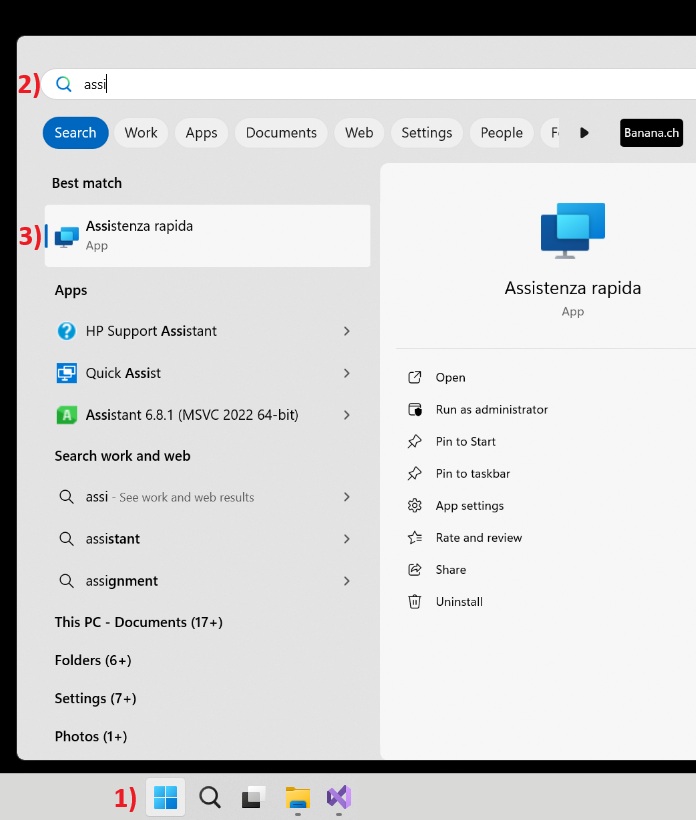 2) assi
Search Work Apps Documents Web Settings People Banana.ch
Best match
3) Assistenza rapida
App
Apps
HP Support Assistant
Quick Assist
Assistant 6.8.1 (MSVC 2022 64-bit)
Search work and web
assi - See work and web results
assistant
assignment
This PC - Documents (17+)
Folders (6+)
Settings (7+)
Photos (1+)
Assistenza rapida
App
Open
Run as administrator
Pin to Start
Pin to taskbar
App settings
Rate and review
Share
Uninstall
1)